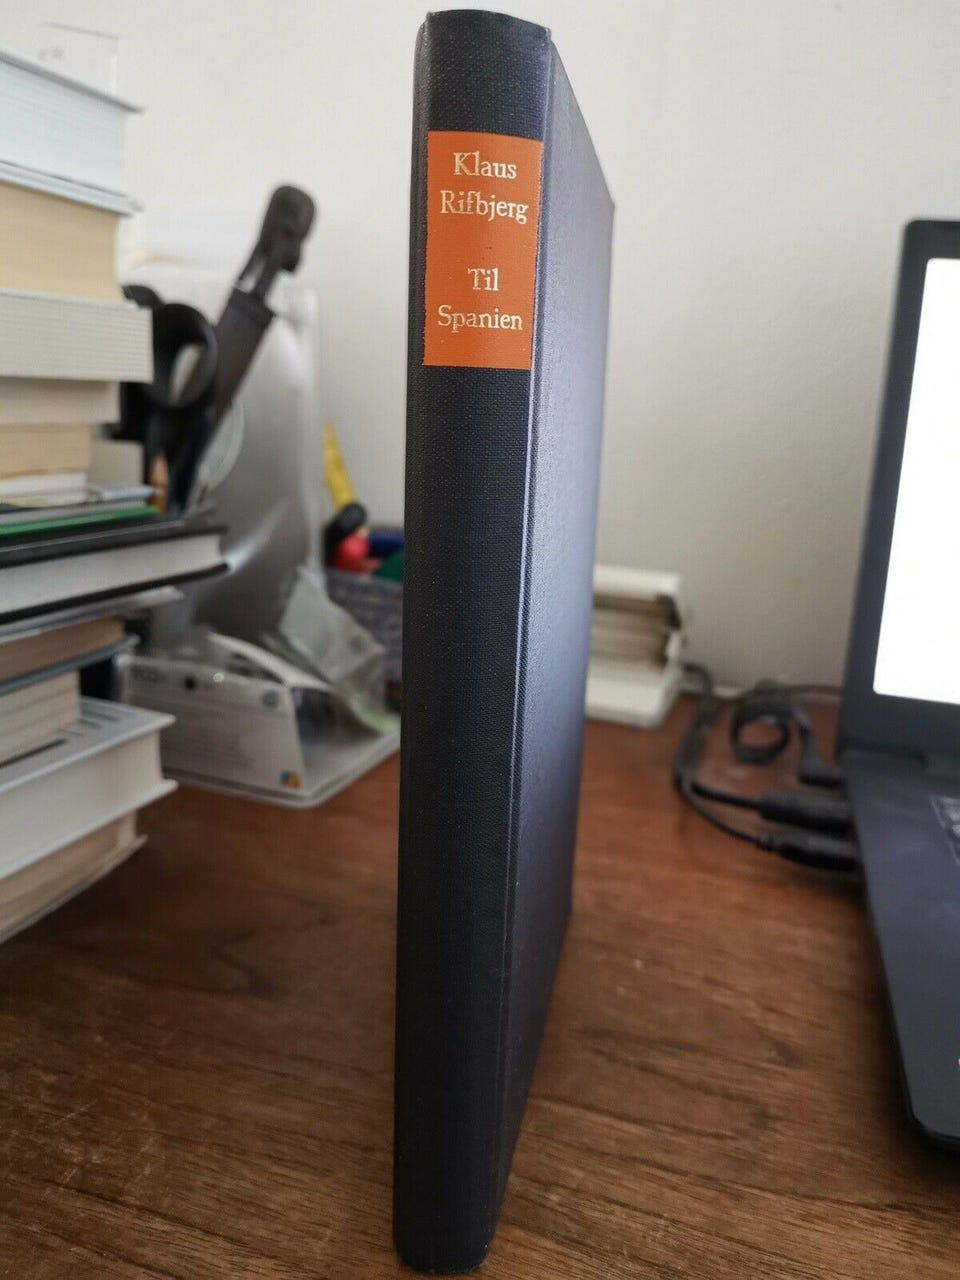 Klaus
Rifbjerg
Til
Spanien